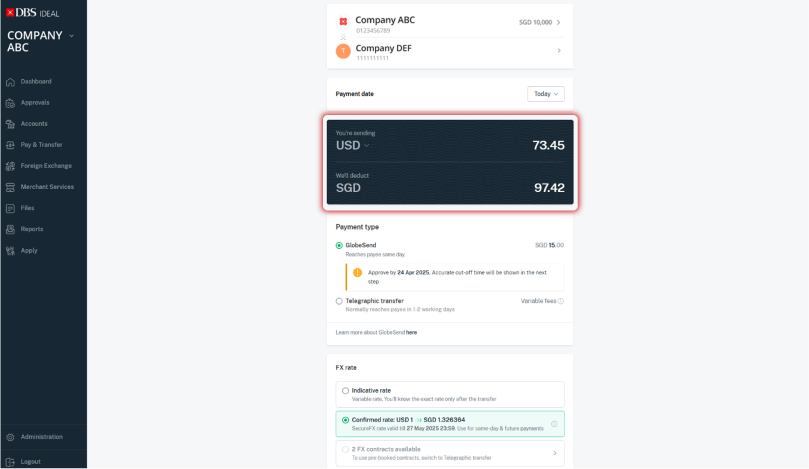 DBS IDEAL
COMPANY
ABC
Dashboard
Approvals
Accounts
Pay & Transfer
Foreign Exchange
Merchant Services
Files
Reports
Apply
Administration
Logout
Company ABC
SGD 10,000
0123456789
T
Company DEF
1111111111
Payment date
Today
You're sending
USD 73.45
We'll deduct
SGD 97.42
Payment type
GlobeSend SGD 15.00
Reaches payee same day.
Approve by 24 Apr 2025. Accurate cut-off time will be shown in the next
step
Telegraphic transfer Variable fees
Normally reaches payee in 1-2 working days
Learn more about GlobeSend here
FX rate
Indicative rate
Variable rate. You'll know the exact rate only after the transfer
Confirmed rate: USD 1 → SGD 1.326364
SecureFX rate valid till 27 May 2025 23:59. Use for same-day & future payments
2 FX contracts available
To use pre-booked contracts, switch to Telegraphic transfer